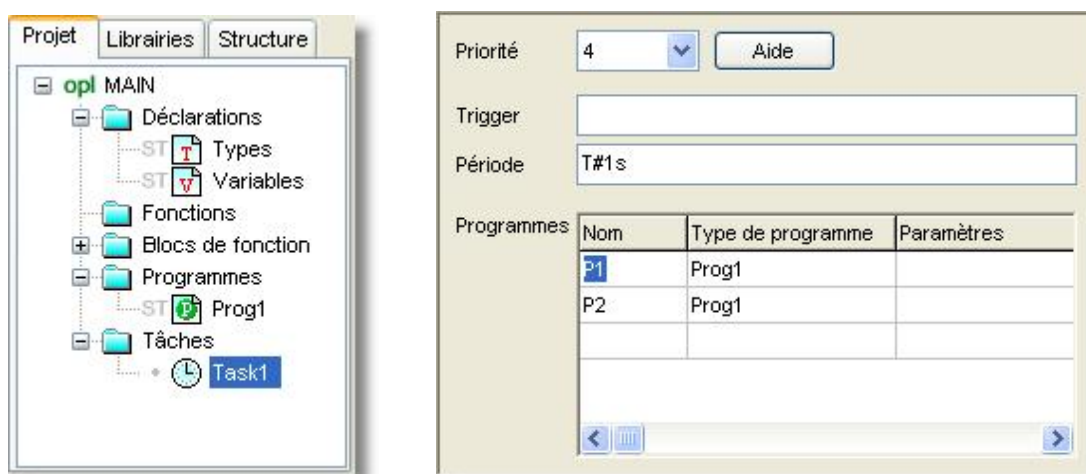 Projet Librairies Structure
opl MAIN
Déclarations
ST T Types
ST V Variables
Fonctions
Blocs de fonction
Programmes
ST P Prog1
Tâches
Task1
Priorité 4 Aide
Trigger
Période T#1s
Programmes Nom Type de programme Paramètres
P1 Prog1
P2 Prog1